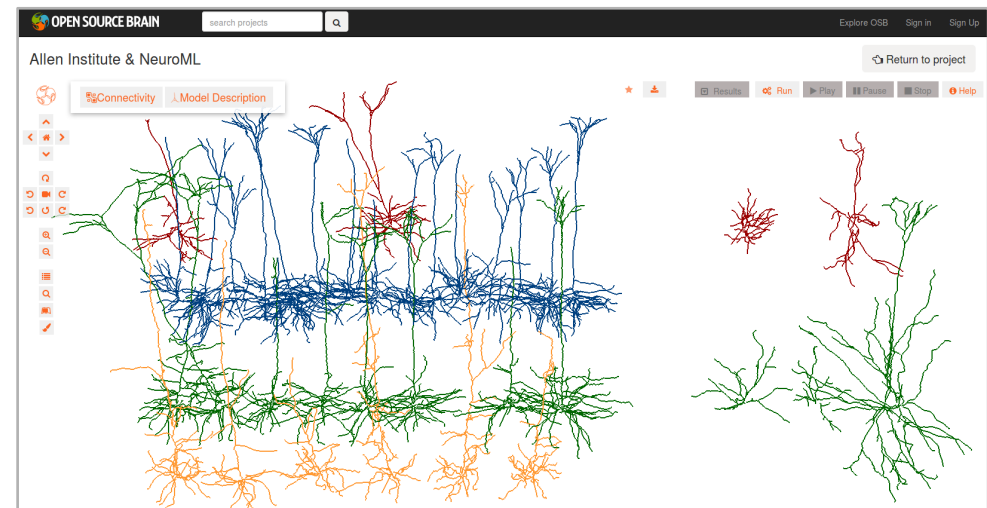 OPEN SOURCE BRAIN search projects Explore OSB Sign in Sign Up
Allen Institute & NeuroML Return to project
Connectivity Model Description Results Run Play Pause Stop Help